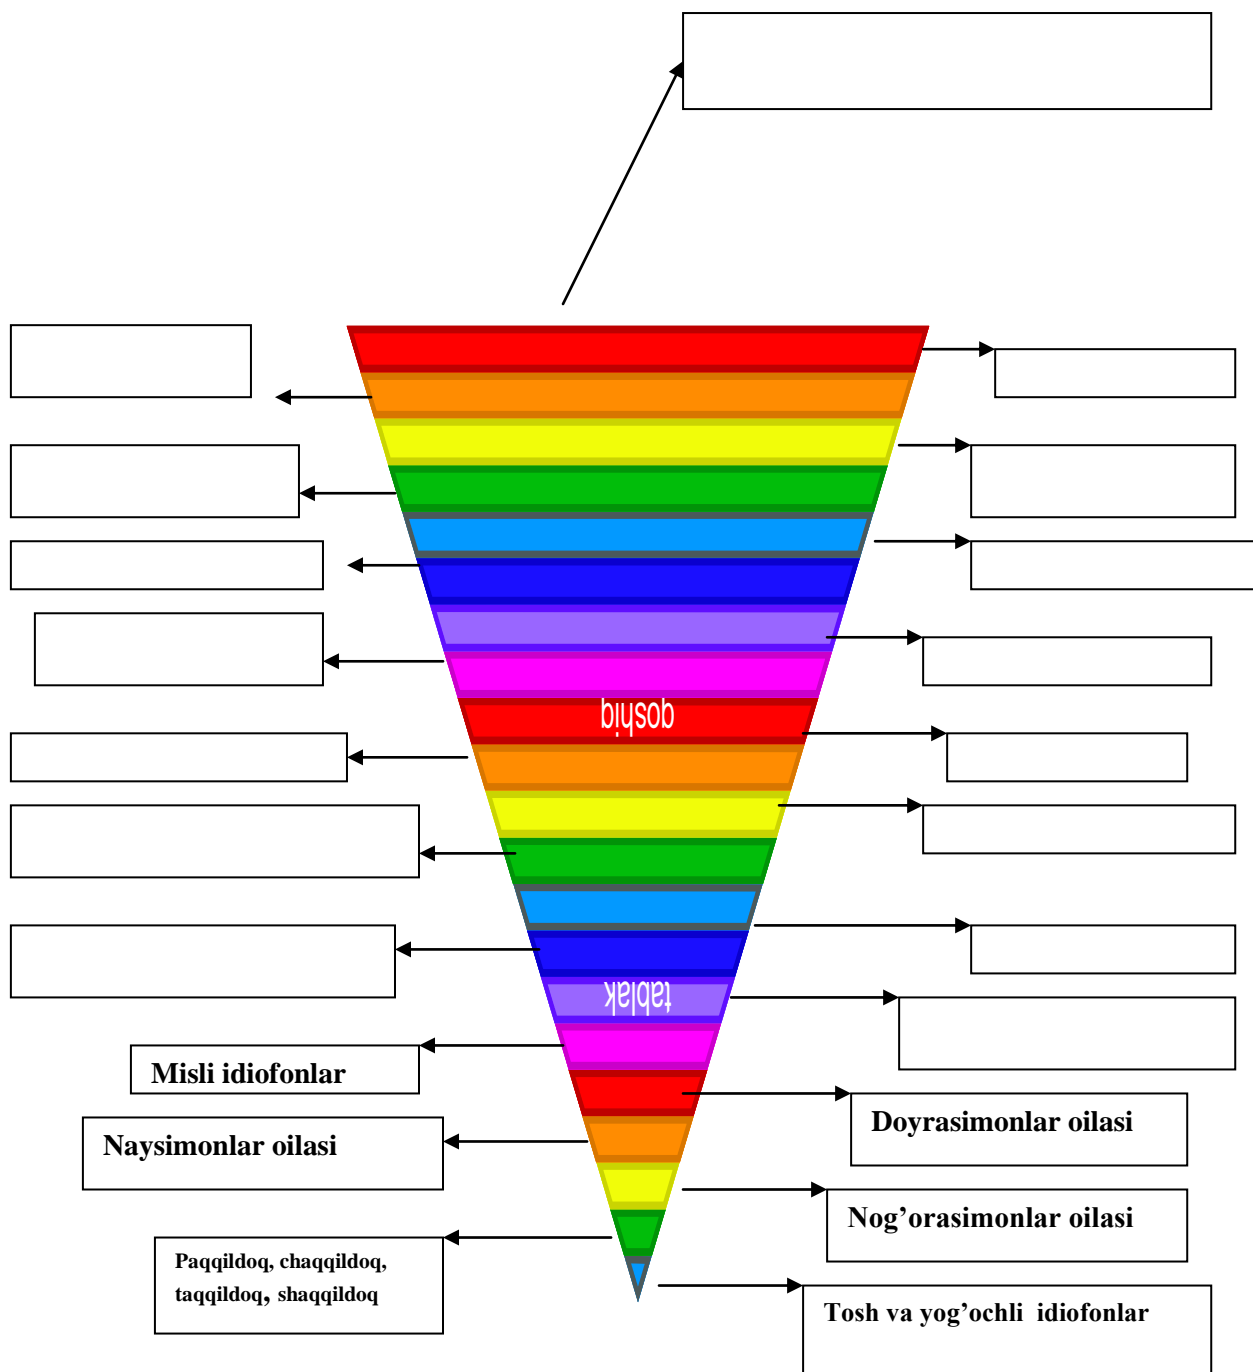 qoshiq
tablak
Misli idiofonlar
Doyrasimonlar oilasi
Naysimonlar oilasi
Nog’orasimonlar oilasi
Paqqildoq, chaqqildoq,
taqqildoq, shaqqildoq
Tosh va yog’ochli  idiofonlar